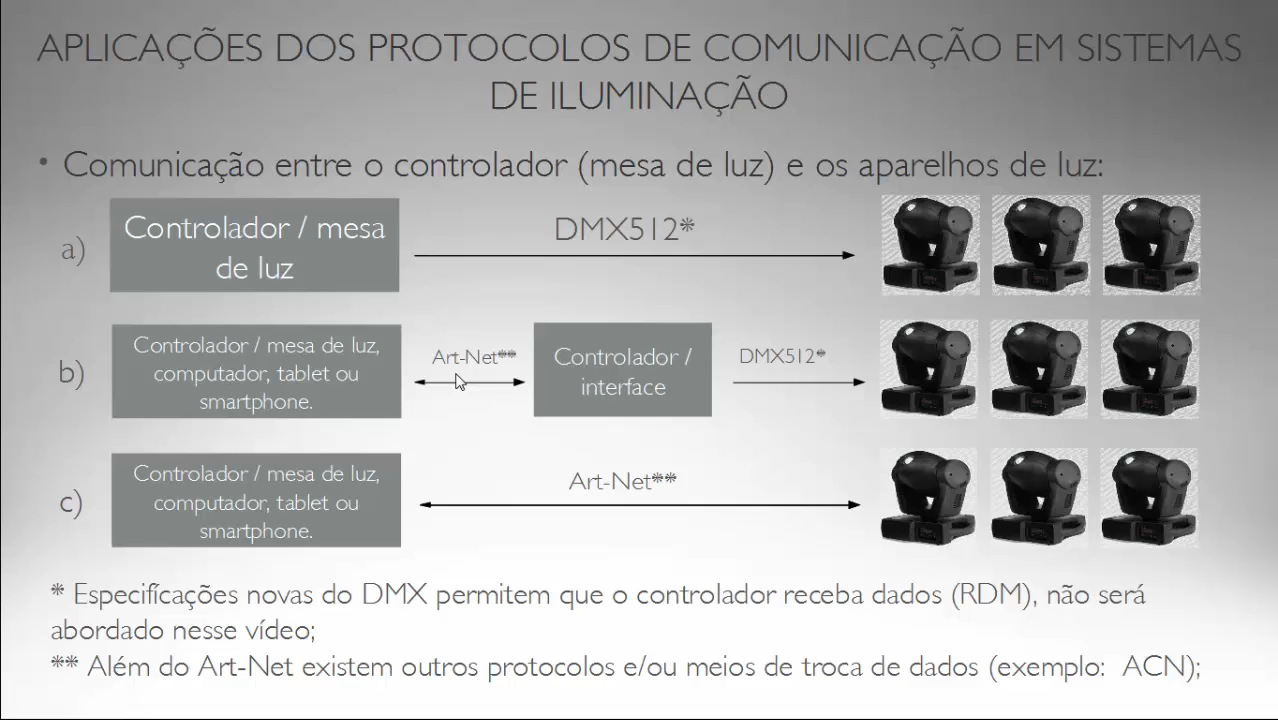 APLICAÇÕES DOS PROTOCOLOS DE COMUNICAÇÃO EM SISTEMAS
DE ILUMINAÇÃO
• Comunicação entre o controlador (mesa de luz) e os aparelhos de luz:
a)
Controlador / mesa
de luz
DMX512*
b)
Controlador / mesa de luz,
computador, tablet ou
smartphone.
Art-Net**
Controlador /
interface
DMX512*
c)
Controlador / mesa de luz,
computador, tablet ou
smartphone.
Art-Net**
* Especificações novas do DMX permitem que o controlador receba dados (RDM), não será
abordado nesse vídeo;
** Além do Art-Net existem outros protocolos e/ou meios de troca de dados (exemplo: ACN);